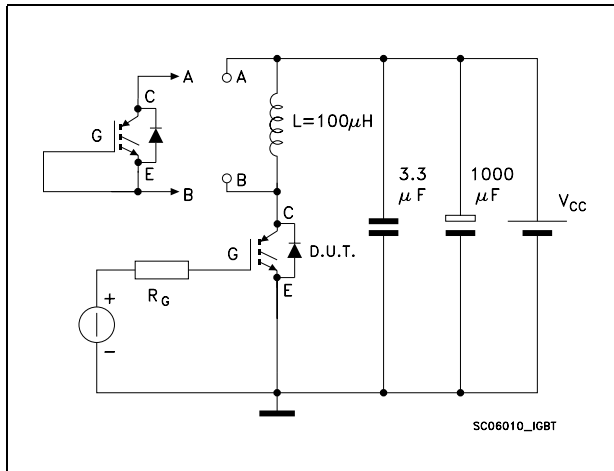 A
A
C
G
E
B
B
L=100μH
3.3
μF
1000
μF
VCC
C
G
D.U.T.
E
RG
+
-
SC06010_IGBT